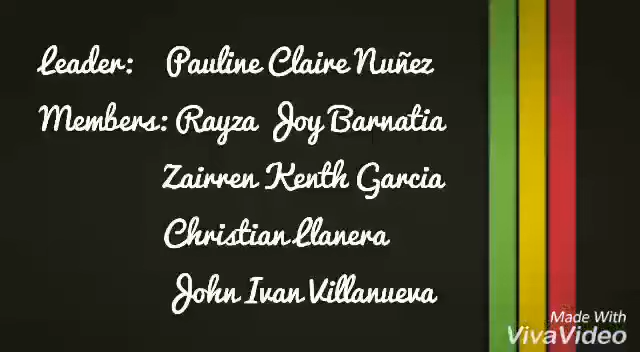 Leader: Pauline Claire Nuñez
Members: Rayza Joy Barnatia
Zairren Kenth Garcia
Christian Llanera
John Ivan Villanueva
Made With
VivaVideo